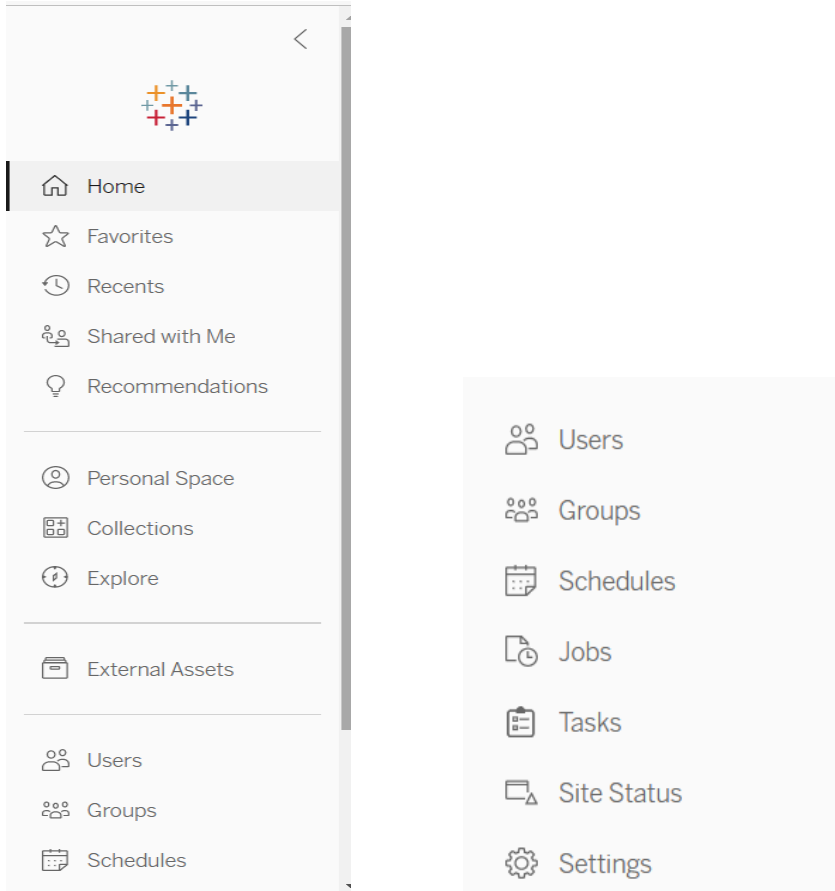 Home
Favorites
Recents
Shared with Me
Recommendations
Personal Space
Collections
Explore
External Assets
Users
Groups
Schedules
Users
Groups
Schedules
Jobs
Tasks
Site Status
Settings